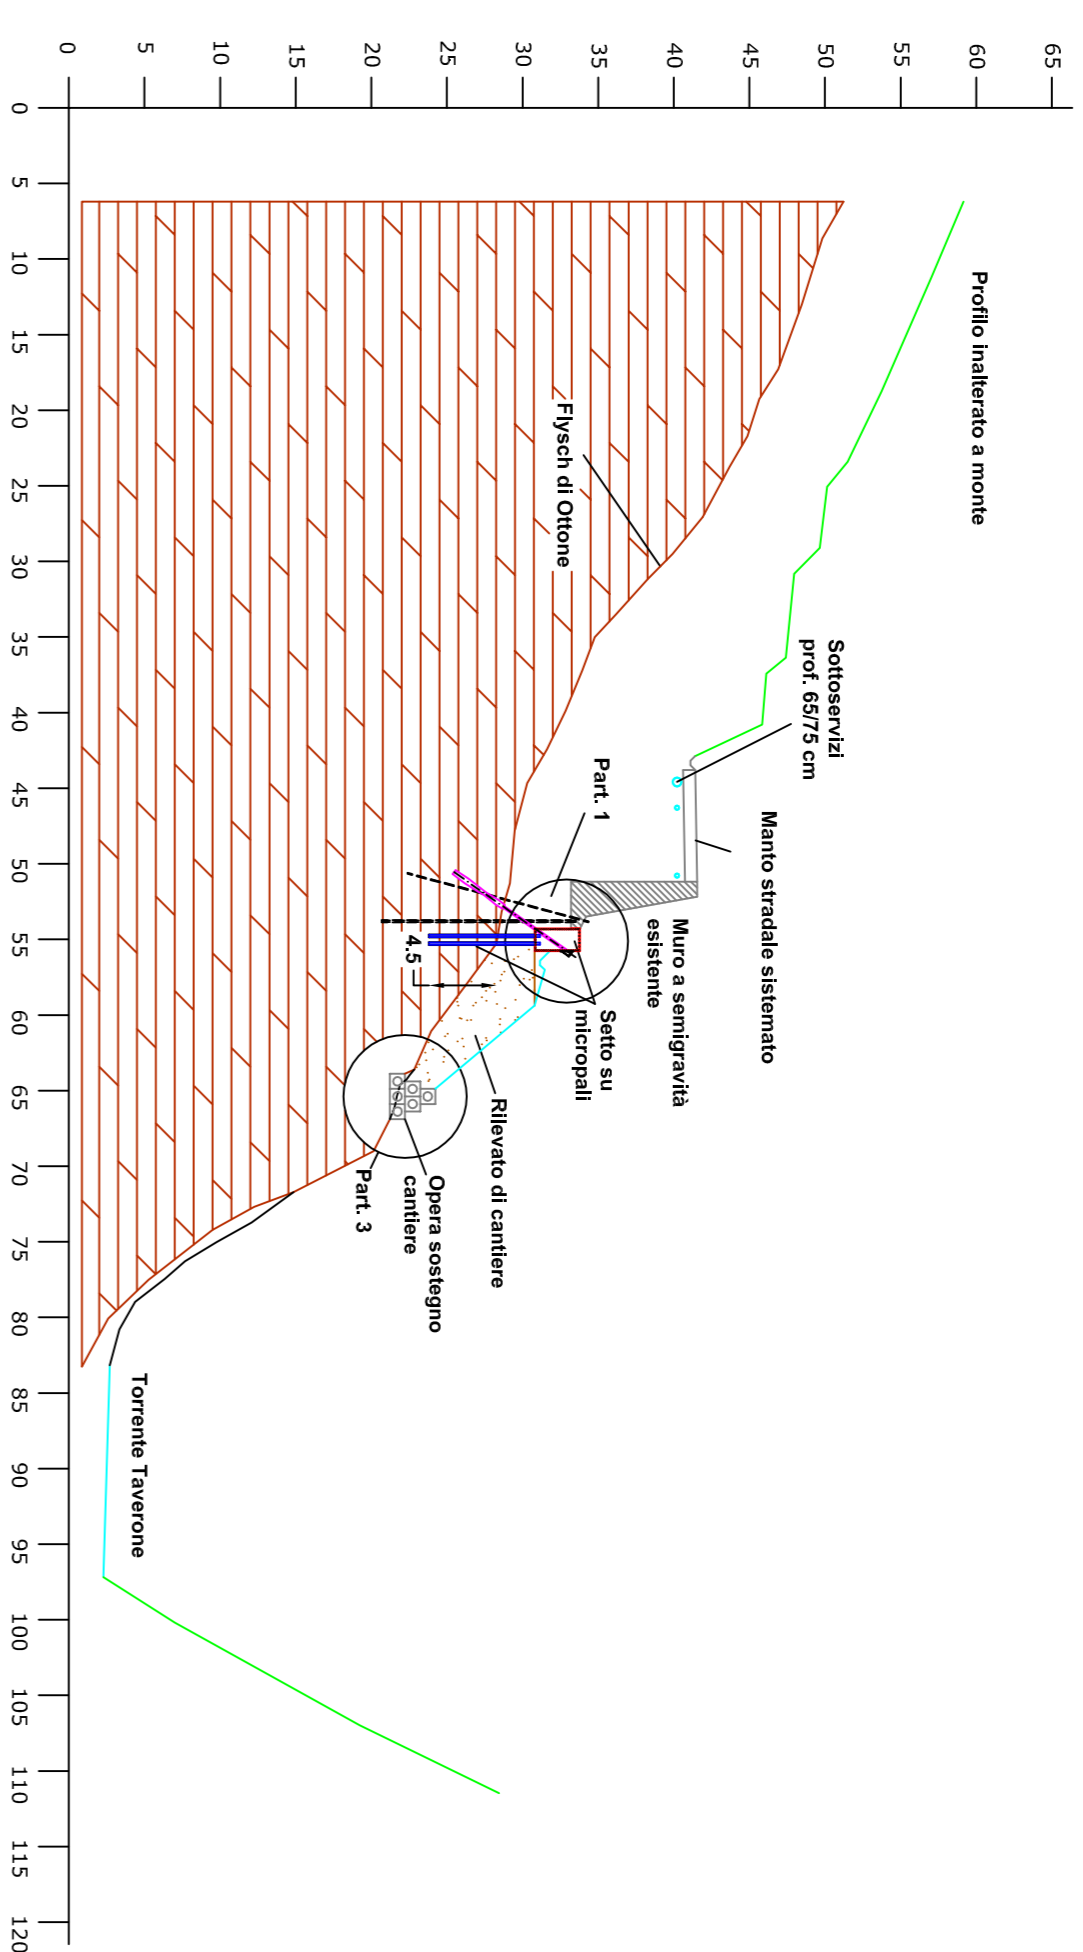 65
60
55
50
45
40
35
30
25
20
15
10
5
0
0
5
10
15
20
25
30
35
40
45
50
55
60
65
70
75
80
85
90
95
100
105
110
115
120
Profilo inalterato a monte
Sottoservizi
prof. 65/75 cm
Manto stradale sistemato
Flysch di Ottone
Part. 1
Muro a semigravità
esistente
Setto su
micropali
4.5
Rilevato di cantiere
Opera sostegno
cantiere
Part. 3
Torrente Taverone